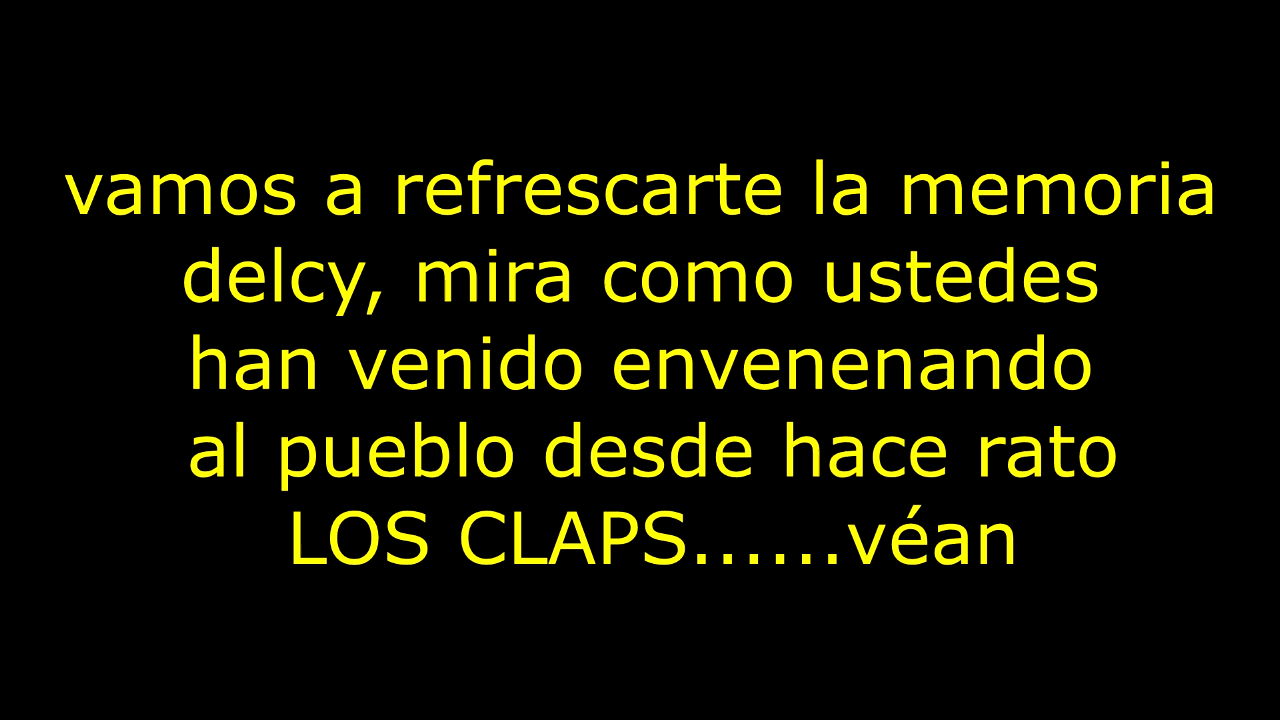 vamos a refrescarte la memoria
delcy, mira como ustedes
han venido envenenando
al pueblo desde hace rato
LOS CLAPS......véan